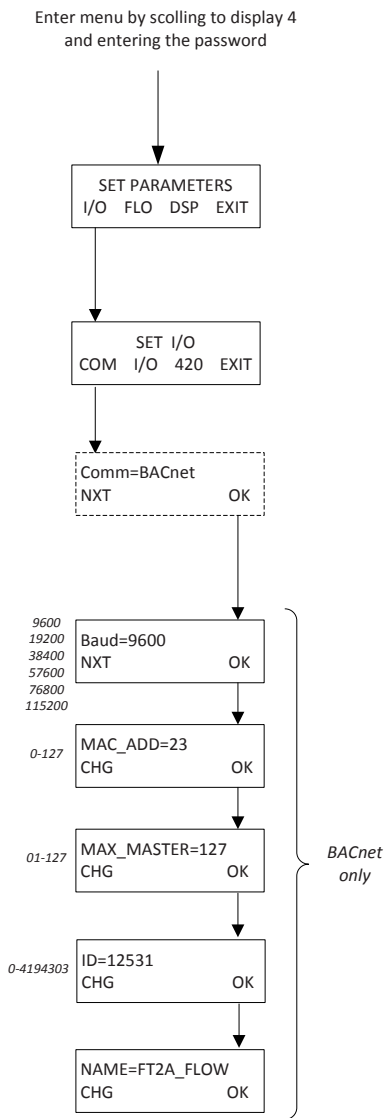 Enter menu by scolling to display 4
and entering the password
SET PARAMETERS
I/O FLO DSP EXIT
SET I/O
COM I/O 420 EXIT
Comm=BACnet
NXT OK
9600
19200
38400
57600
76800
115200
Baud=9600
NXT OK
0-127
MAC_ADD=23
CHG OK
01-127
MAX_MASTER=127
CHG OK
BACnet
only
0-4194303
ID=12531
CHG OK
NAME=FT2A_FLOW
CHG OK